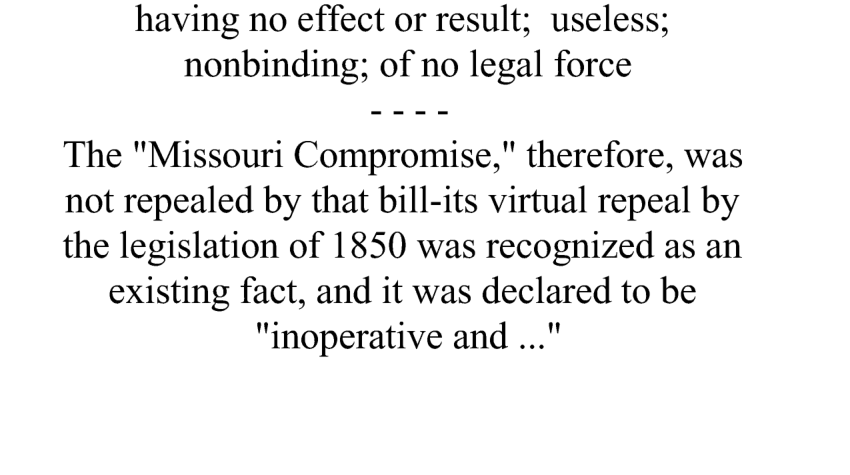 having no effect or result;  useless;
nonbinding; of no legal force
- - - -
The "Missouri Compromise," therefore, was
not repealed by that bill-its virtual repeal by
the legislation of 1850 was recognized as an
existing fact, and it was declared to be
"inoperative and ..."